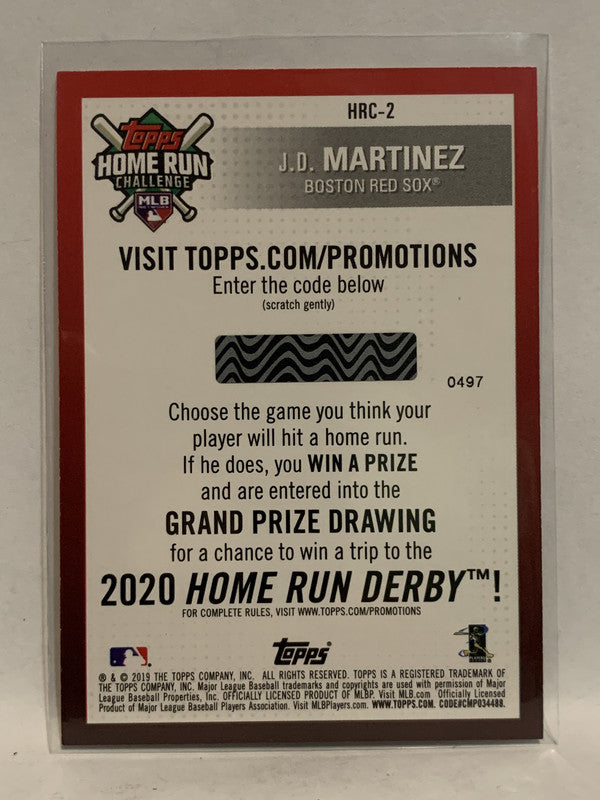 HRC-2
Topps
HOME RUN
CHALLENGE
MLB
J.D. MARTINEZ
BOSTON RED SOX®
VISIT TOPPS.COM/PROMOTIONS
Enter the code below
(scratch gently)
0497
Choose the game you think your
player will hit a home run.
If he does, you WIN A PRIZE
and are entered into the
GRAND PRIZE DRAWING
for a chance to win a trip to the
2020 HOME RUN DERBY™!
FOR COMPLETE RULES, VISIT WWW.TOPPS.COM/PROMOTIONS
Topps
® & © 2019 THE TOPPS COMPANY, INC. ALL RIGHTS RESERVED. TOPPS IS A REGISTERED TRADEMARK OF
THE TOPPS COMPANY, INC. Major League Baseball trademarks and copyrights are used with permission of Major
League Baseball Properties, Inc. OFFICIALLY LICENSED PRODUCT OF MLBP. Visit MLB.com Officially Licensed
Product of Major League Baseball Players Association. Visit MLBPlayers.com. WWW.TOPPS.COM. CODE#CMP034488.